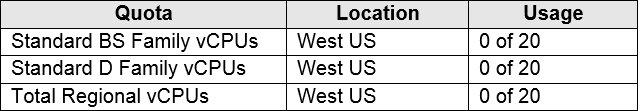 Quota Location Usage
Standard BS Family vCPUs West US 0 of 20
Standard D Family vCPUs West US 0 of 20
Total Regional vCPUs West US 0 of 20